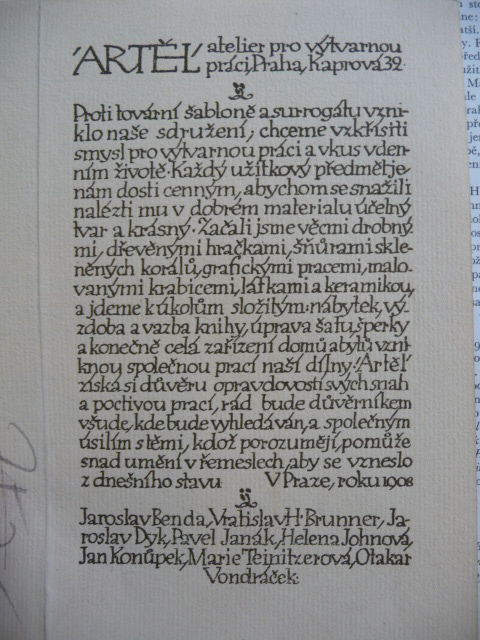 "ARTĚL" atelier pro výtvarnou
práci, Praha, Kaprová 32.
Proti tovární šabloně a surrogátu vzni-
klo naše sdružení, chceme vzkřísiti
smysl pro výtvarnou práci a vkus v den-
ním životě. Každý užitkový předmět je
nám dosti cenným, abychom se snažili
nalézti mu v dobrém materialu účelný
tvar a krásný. Začali jsme věcmi drobný
mi, dřevěnými hračkami, šňůrami skle-
něných korálů, grafickými pracemi, malo-
vanými krabicemi, látkami a keramikou,
a jdeme k úkolům složitým: nábytek, vý-
zdoba a vazba knihy, úprava šatu, šperky
a konečně celá zařízení domů abytů vzni
knou společnou prací naší dílny. "Artěl"
získá si důvěru opravdovostí svých snah
a poctivou prací, rád bude důvěrníkem
všude, kde bude vyhledáván, a společným
úsilím s těmi, kdož porozumějí, pomůže
snad umění v řemeslech, aby se vzneslo
z dnešního stavu V Praze, roku 1908
Jaroslav Benda, Vratislav H. Brunner, Ja-
roslav Dyk, Pavel Janák, Helena Johnová,
Jan Konůpek, Marie Teinitzerová, Otakar
Vondráček.